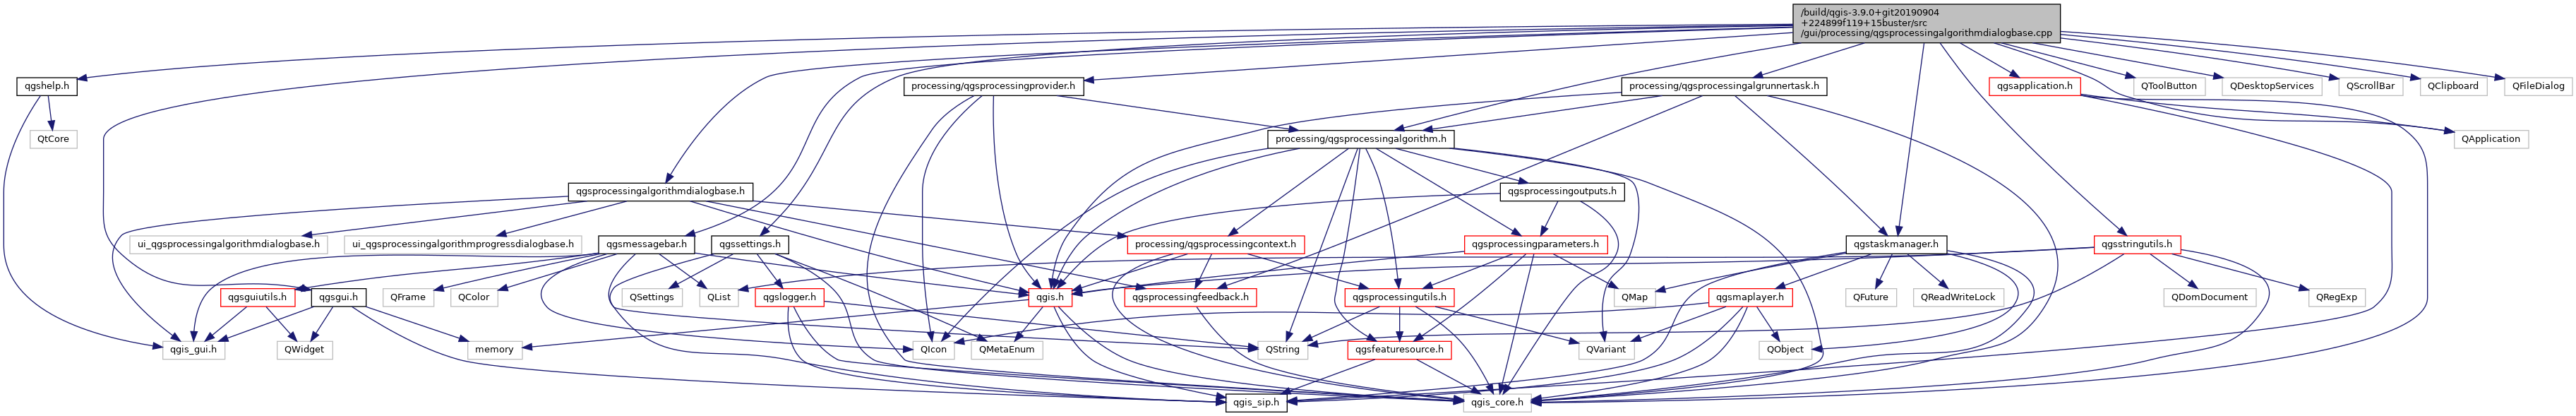 /build/qgis-3.9.0+git20190904
+224899f119+15buster/src
/gui/processing/qgsprocessingalgorithmdialogbase.cpp
qgshelp.h
processing/qgsprocessingprovider.h
processing/qgsprocessingalgrunnertask.h
qgsapplication.h
QToolButton
QDesktopServices
QScrollBar
QClipboard
QFileDialog
QtCore
processing/qgsprocessingalgorithm.h
QApplication
qgsprocessingalgorithmdialogbase.h
qgsprocessingoutputs.h
ui_qgsprocessingalgorithmdialogbase.h
ui_qgsprocessingalgorithmprogressdialogbase.h
qgsmessagebar.h
qgssettings.h
processing/qgsprocessingcontext.h
qgsprocessingparameters.h
qgstaskmanager.h
qgsstringutils.h
qgsguiutils.h
qgsgui.h
QFrame
QColor
QSettings
QList
qgslogger.h
qgis.h
qgsprocessingfeedback.h
qgsprocessingutils.h
QMap
qgsmaplayer.h
QFuture
QReadWriteLock
QDomDocument
QRegExp
qgis_gui.h
QWidget
memory
QIcon
QMetaEnum
QString
qgsfeaturesource.h
QVariant
QObject
qgis_sip.h
qgis_core.h